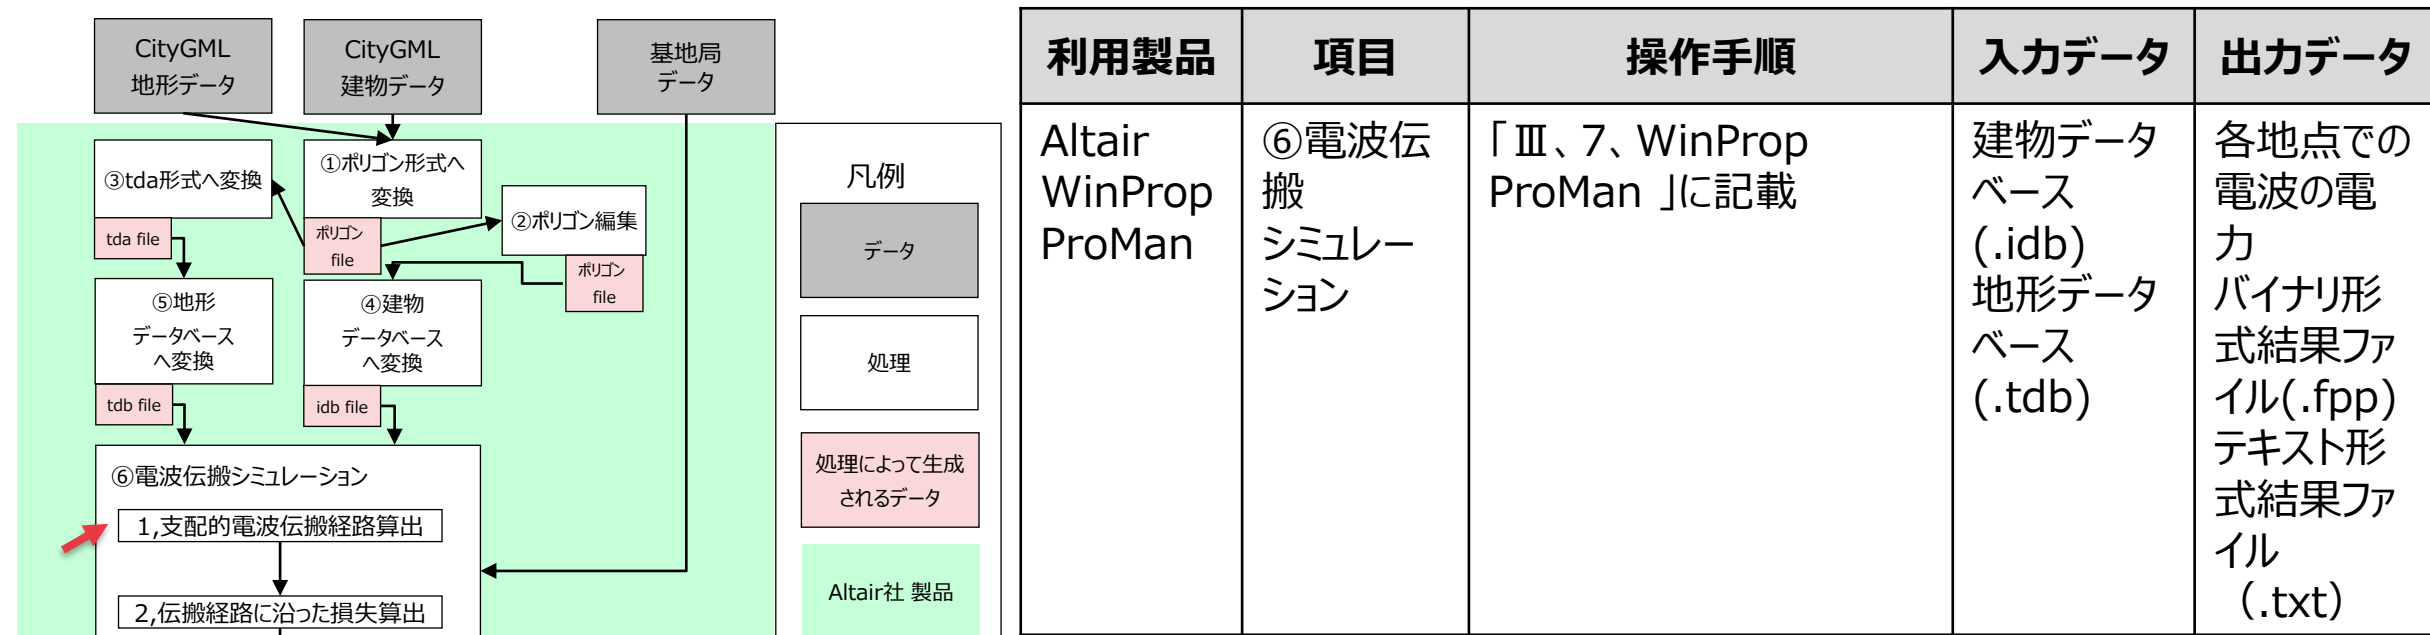 CityGML
地形データ
CityGML
建物データ
基地局
データ
③tda形式へ変換
tda file
①ポリゴン形式へ
変換
ポリゴン
file
②ポリゴン編集
ポリゴン
file
⑤地形
データベース
へ変換
tdb file
④建物
データベース
へ変換
idb file
⑥電波伝搬シミュレーション
1,支配的電波伝搬経路算出
2,伝搬経路に沿った損失算出
凡例
データ
処理
処理によって生成
されるデータ
Altair社 製品
利用製品
項目
操作手順
入力データ
出力データ
Altair
WinProp
ProMan
⑥電波伝
搬
シミュレー
ション
「Ⅲ、7、WinProp
ProMan 」に記載
建物データ
ベース
(.idb)
地形データ
ベース
(.tdb)
各地点での
電波の電
力
バイナリ形
式結果ファ
イル(.fpp)
テキスト形
式結果ファ
イル
（.txt）